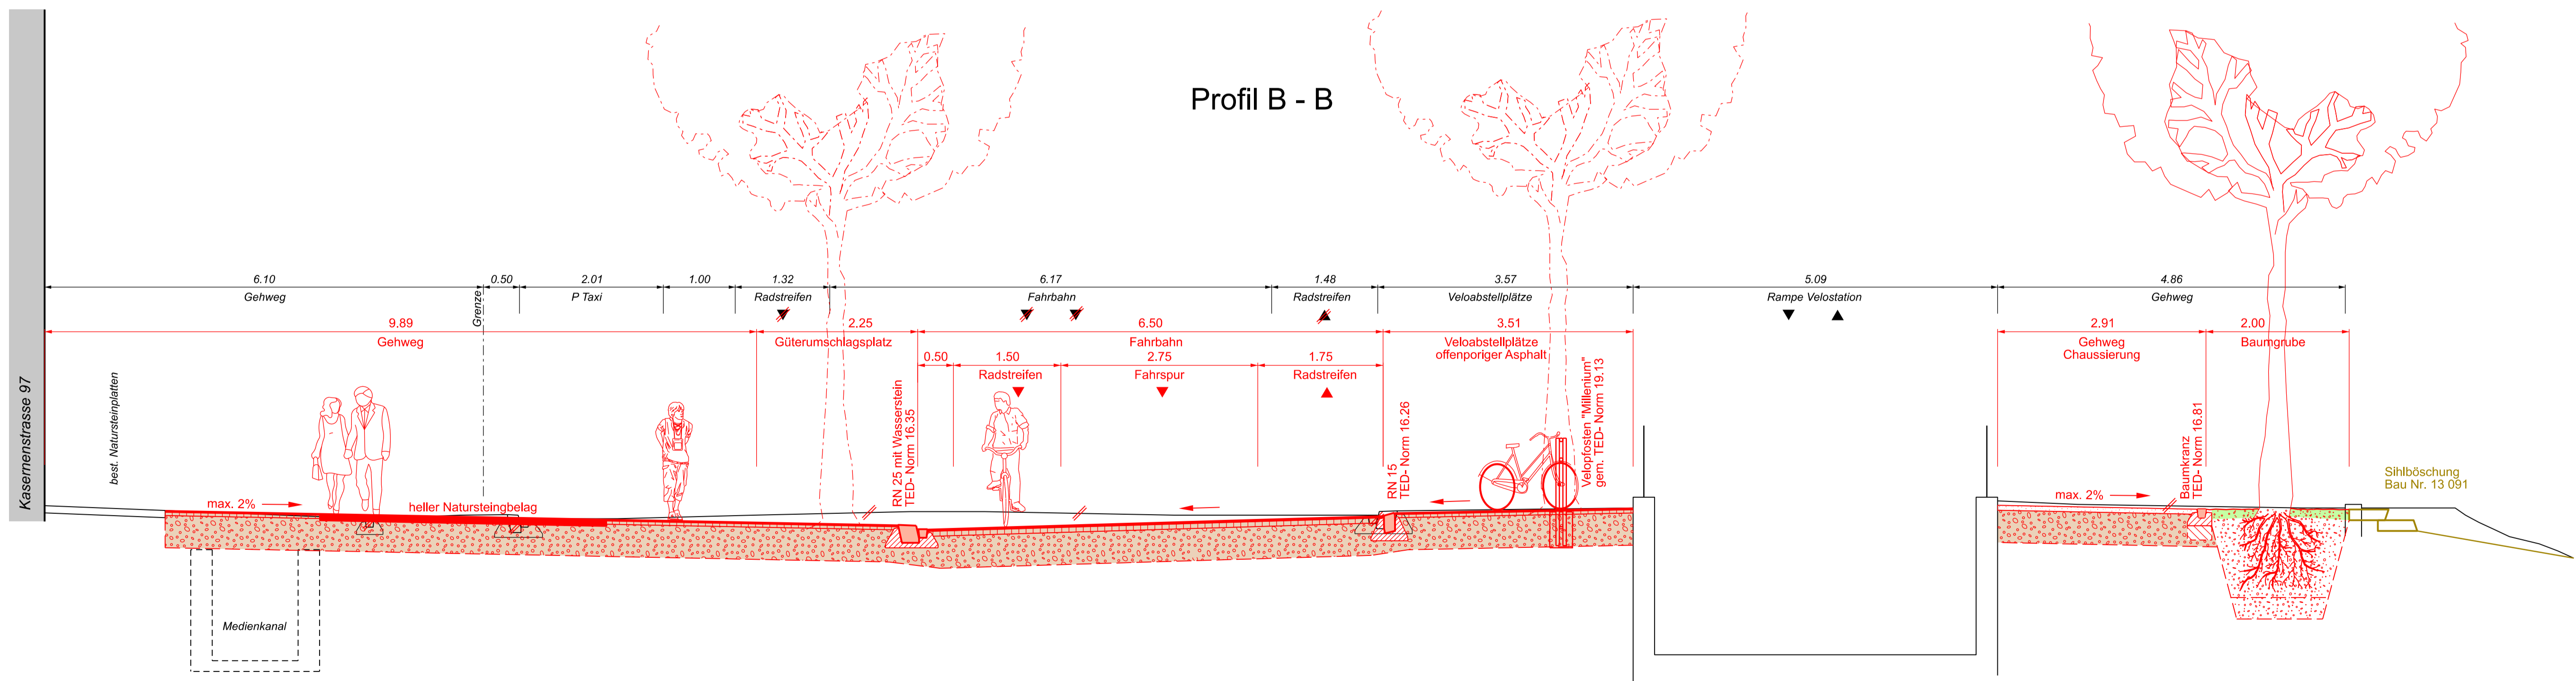 Profil B - B
6.10
0.50
2.01
1.00
1.32
6.17
1.48
3.57
5.09
4.86
Gehweg
Grenze
P Taxi
Radstreifen
Fahrbahn
Radstreifen
Veloabstellplätze
Rampe Velostation
Gehweg
9.89
2.25
6.50
3.51
2.91
2.00
Gehweg
Güterumschlagsplatz
Fahrbahn
Veloabstellplätze
offenporiger Asphalt
Gehweg
Chaussierung
Baumgrube
0.50
1.50
2.75
1.75
Radstreifen
Fahrspur
Radstreifen
Kasernenstrasse 97
best. Natursteinplatten
RN 25 mit Wasserstein
TED- Norm 16.35
RN 15
TED- Norm 16.26
Velopfosten "Millenium"
gem. TED- Norm 19.13
Baumkranz
TED- Norm 16.81
Sihlböschung
Bau Nr. 13 091
max. 2%
heller Natursteingbelag
max. 2%
Medienkanal